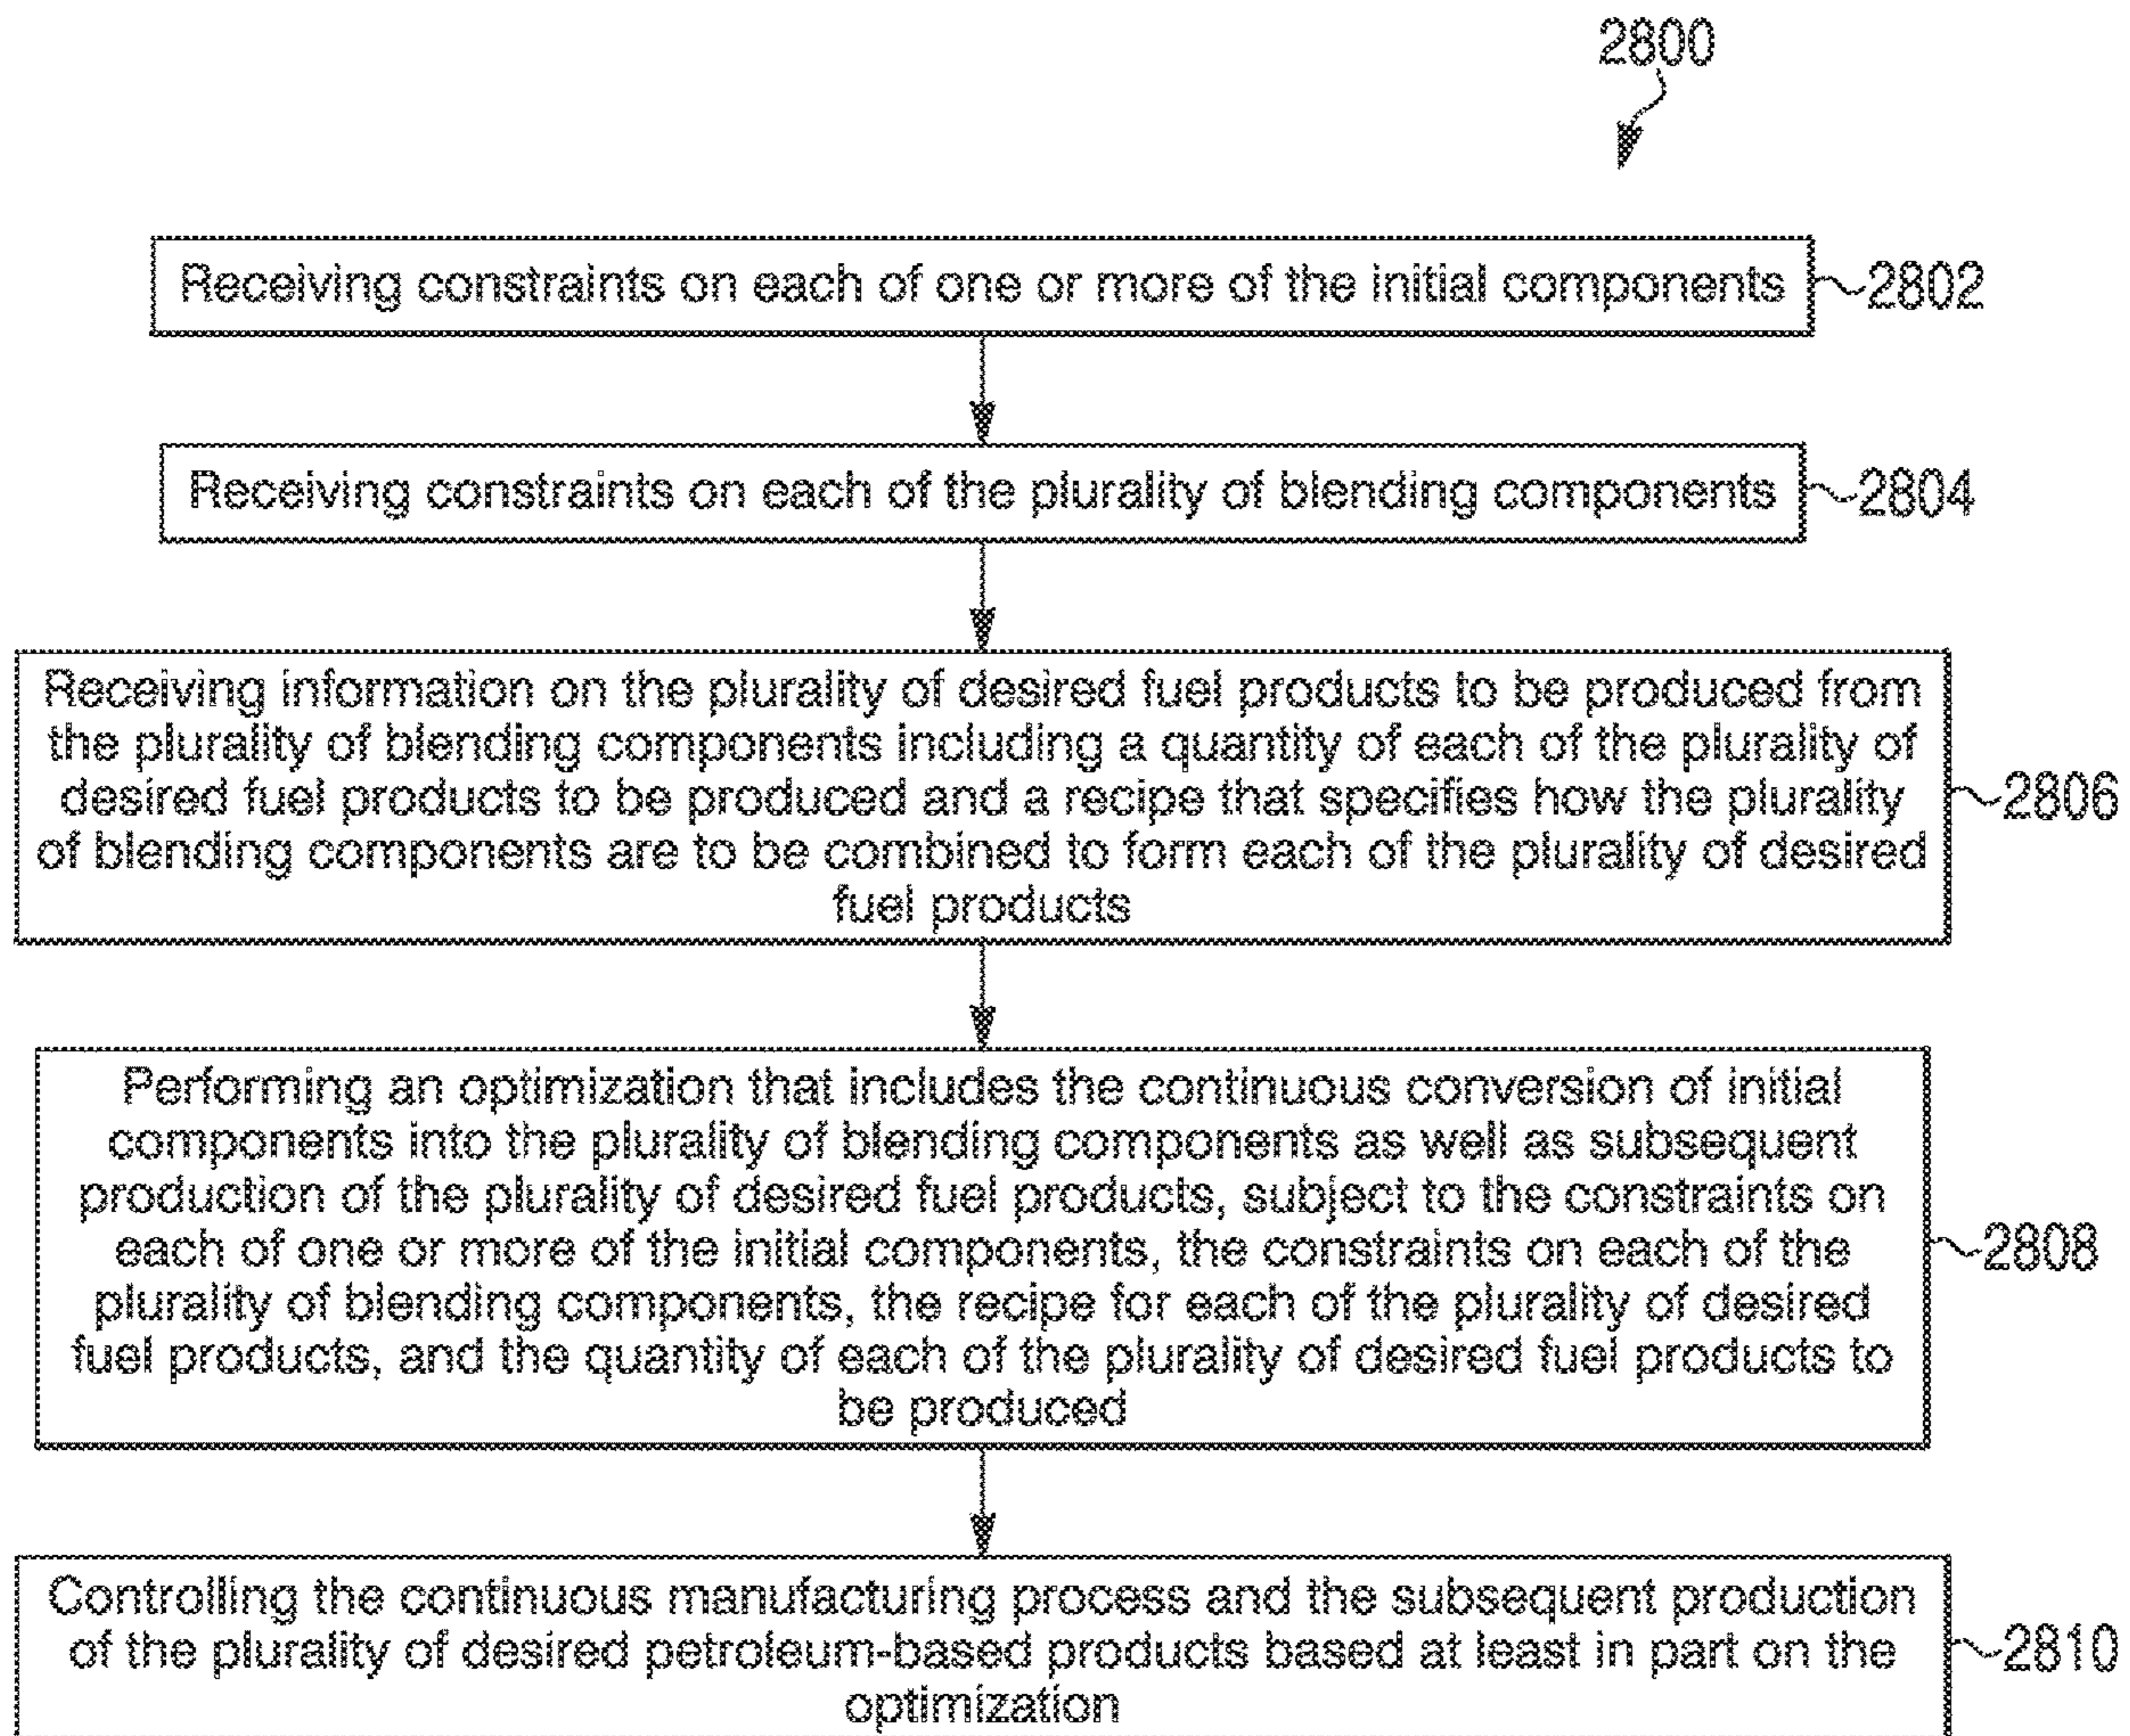 2800
Receiving constraints on each of one or more of the initial components
2802
Receiving constraints on each of the plurality of blending components
2804
Receiving information on the plurality of desired fuel products to be produced from
the plurality of blending components including a quantity of each of the plurality of
desired fuel products to be produced and a recipe that specifies how the plurality
of blending components are to be combined to form each of the plurality of desired
fuel products
2806
Performing an optimization that includes the continuous conversion of initial
components into the plurality of blending components as well as subsequent
production of the plurality of desired fuel products, subject to the constraints on
each of one or more of the initial components, the constraints on each of the
plurality of blending components, the recipe for each of the plurality of desired
fuel products, and the quantity of each of the plurality of desired fuel products to
be produced
2808
Controlling the continuous manufacturing process and the subsequent production
of the plurality of desired petroleum-based products based at least in part on the
optimization
2810